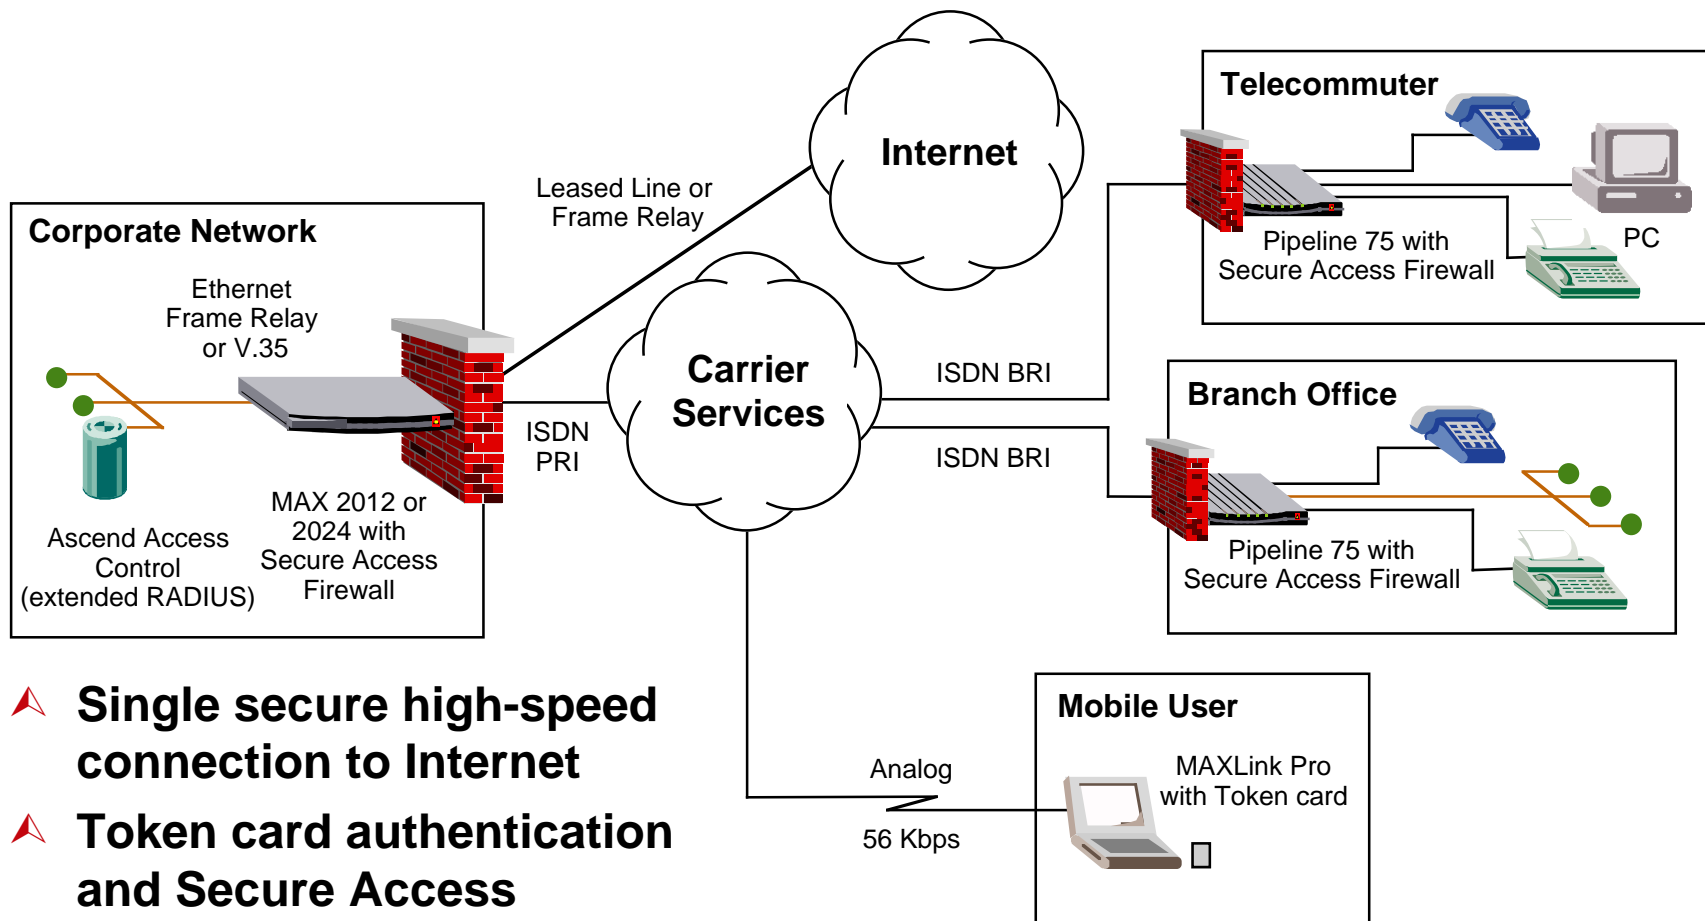 Internet
Leased Line or
Frame Relay
Telecommuter
Pipeline 75 with
Secure Access Firewall
PC
Corporate Network
Ethernet
Frame Relay
or V.35
Ascend Access
Control
(extended RADIUS)
MAX 2012 or
2024 with
Secure Access
Firewall
ISDN
PRI
Carrier
Services
ISDN BRI
ISDN BRI
Branch Office
Pipeline 75 with
Secure Access Firewall
Single secure high-speed
connection to Internet
Token card authentication
and Secure Access
Analog
56 Kbps
Mobile User
MAXLink Pro
with Token card